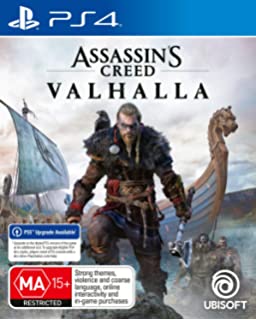 PS4
ASSASSIN'S
CREED
VALHALLA
PS5™ Upgrade Available
MA 15+
RESTRICTED
Strong themes,
violence and coarse
language, online
interactivity and
in-game purchases
UBISOFT